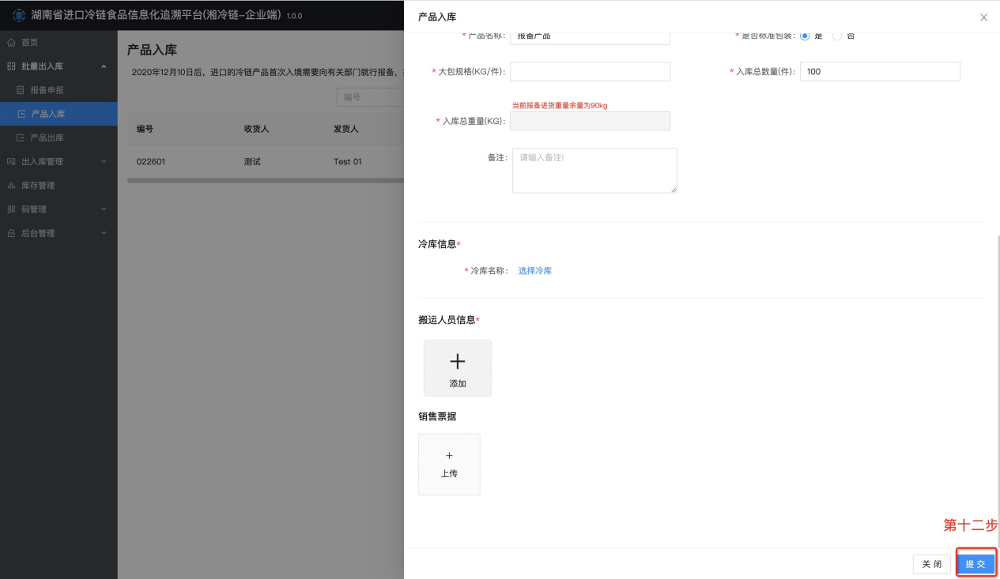 湖南省进口冷链食品信息化追溯平台(湘冷链-企业端) 1.0.0
首页
批量出入库
报备申报
产品入库
产品出库
出入库管理
库存管理
码管理
后台管理
产品入库
2020年12月10日后，进口的冷链产品首次入境需要向有关部门就行报备，
编号
编号 收货人 发货人
022601 测试 Test 01
产品入库
* 产品名称: 报备产品 * 是否标准包装: 是 否
* 大包规格(KG/件): * 入库总数量(件): 100
当前报备进货重量余量为90kg
* 入库总重量(KG):
备注: 请输入备注!
冷库信息*
* 冷库名称: 选择冷库
搬运人员信息*
添加
销售票据
上传
第十二步
关 闭 提 交